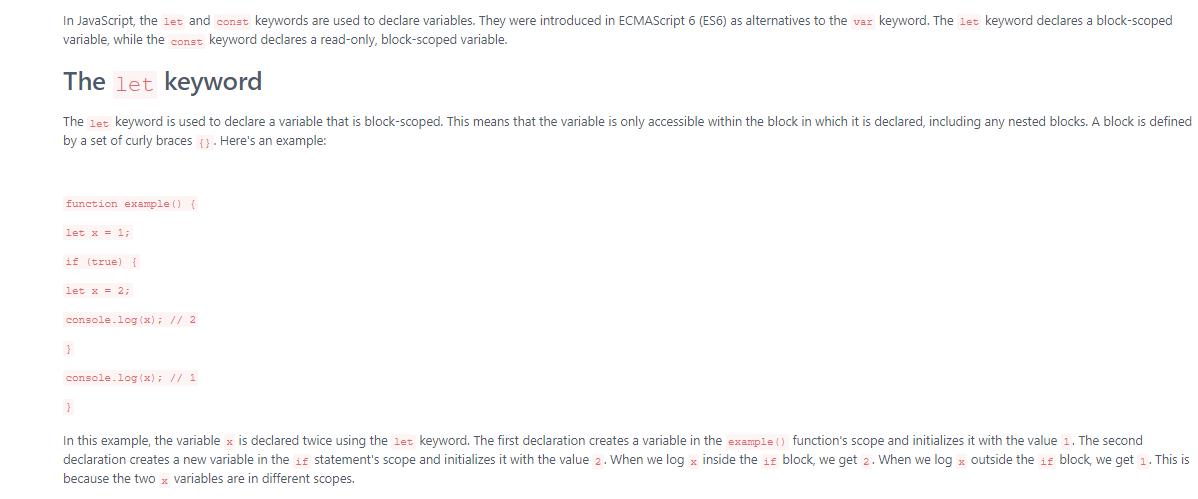 In JavaScript, the let and const keywords are used to declare variables. They were introduced in ECMAScript 6 (ES6) as alternatives to the var keyword. The let keyword declares a block-scoped
variable, while the const keyword declares a read-only, block-scoped variable.
The let keyword
The let keyword is used to declare a variable that is block-scoped. This means that the variable is only accessible within the block in which it is declared, including any nested blocks. A block is defined
by a set of curly braces {}. Here's an example:
function example() {
let x = 1;
if (true) {
let x = 2;
console.log(x); // 2
}
console.log(x); // 1
}
In this example, the variable x is declared twice using the let keyword. The first declaration creates a variable in the example() function's scope and initializes it with the value 1. The second
declaration creates a new variable in the if statement's scope and initializes it with the value 2. When we log x inside the if block, we get 2. When we log x outside the if block, we get 1. This is
because the two x variables are in different scopes.